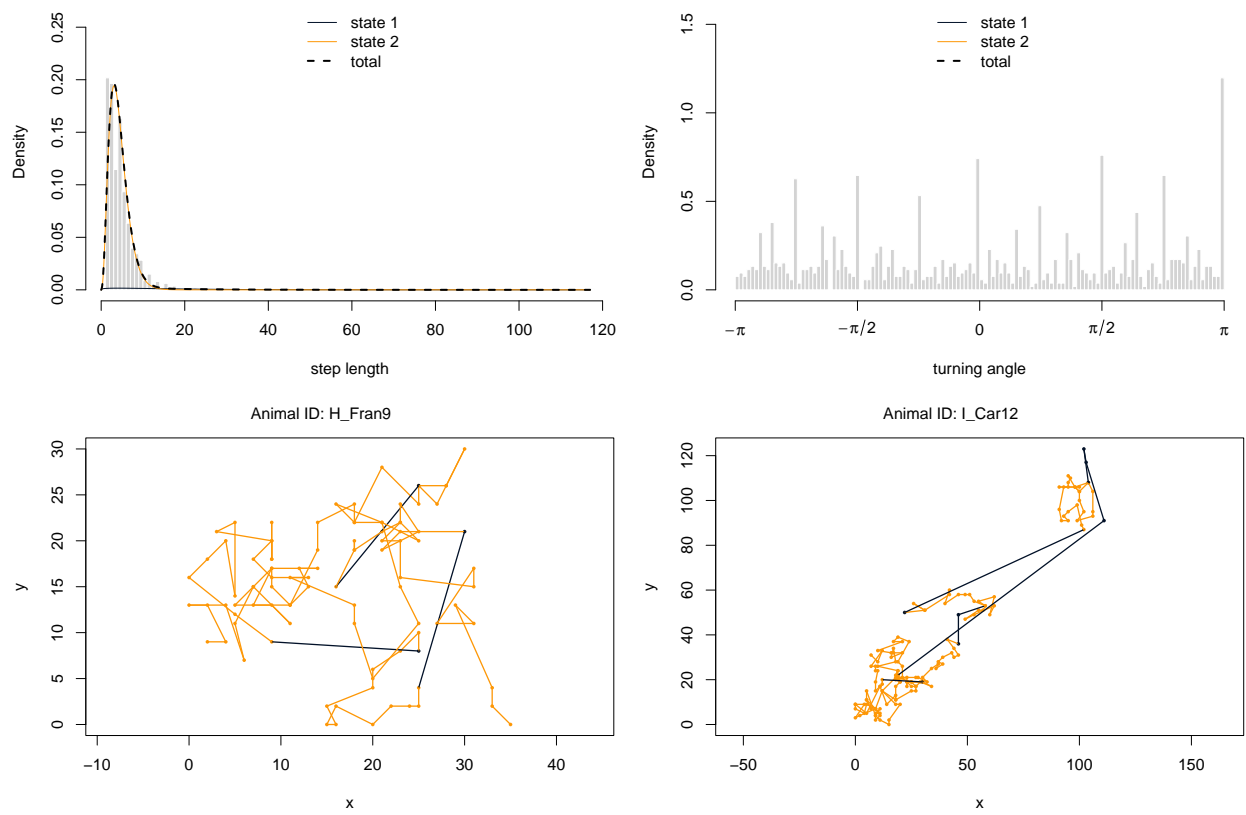 state 1
state 2
total
Density
0.00 0.05 0.10 0.15 0.20 0.25
0 20 40 60 80 100 120
step length
state 1
state 2
total
Density
0.0 0.5 1.0 1.5
−π −π/2 0 π/2 π
turning angle
Animal ID: H_Fran9
y
0 5 10 15 20 25 30
−10 0 10 20 30 40
x
Animal ID: I_Car12
y
0 20 40 60 80 100 120
−50 0 50 100 150
x